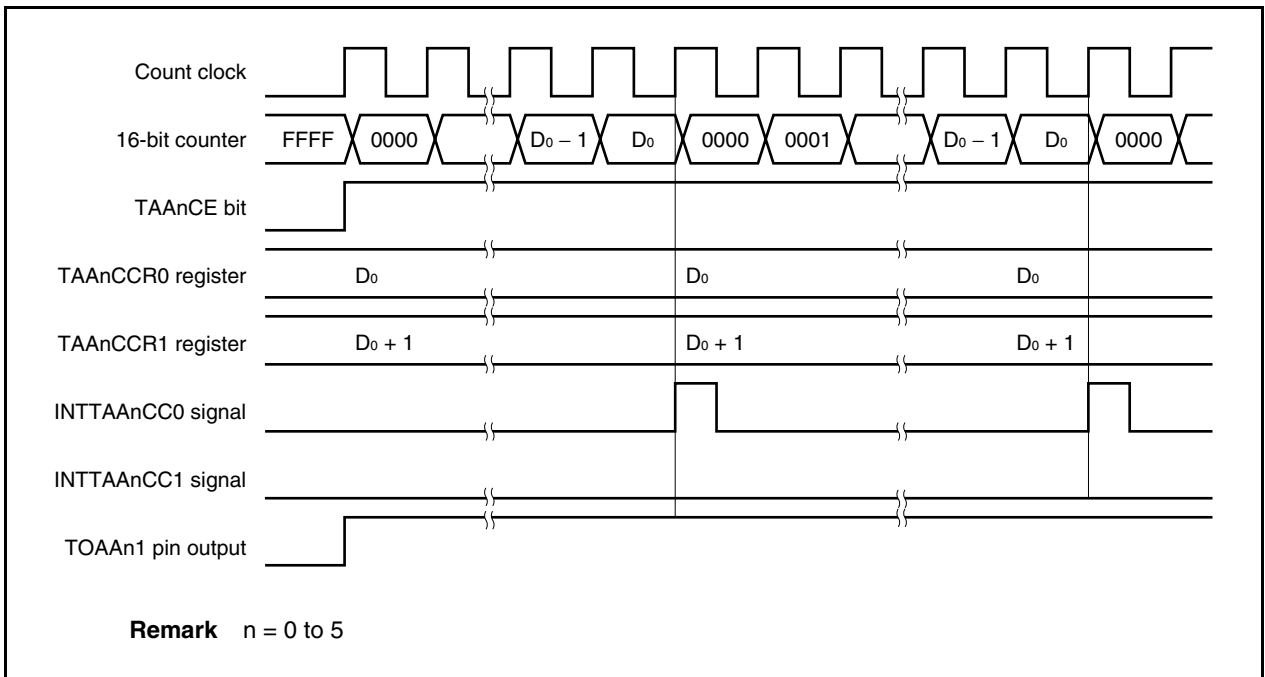 Count clock
16-bit counter FFFF 0000 D₀ − 1 D₀ 0000 0001 D₀ − 1 D₀ 0000
TAAnCE bit
TAAnCCR0 register D₀ D₀ D₀
TAAnCCR1 register D₀ + 1 D₀ + 1 D₀ + 1
INTTAAnCC0 signal
INTTAAnCC1 signal
TOAAn1 pin output
Remark n = 0 to 5